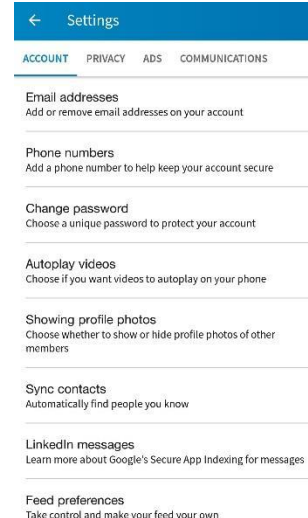 Settings
ACCOUNT PRIVACY ADS COMMUNICATIONS
Email addresses
Add or remove email addresses on your account
Phone numbers
Add a phone number to help keep your account secure
Change password
Choose a unique password to protect your account
Autoplay videos
Choose if you want videos to autoplay on your phone
Showing profile photos
Choose whether to show or hide profile photos of other
members
Sync contacts
Automatically find people you know
LinkedIn messages
Learn more about Google's Secure App Indexing for messages
Feed preferences
Take control and make your feed your own